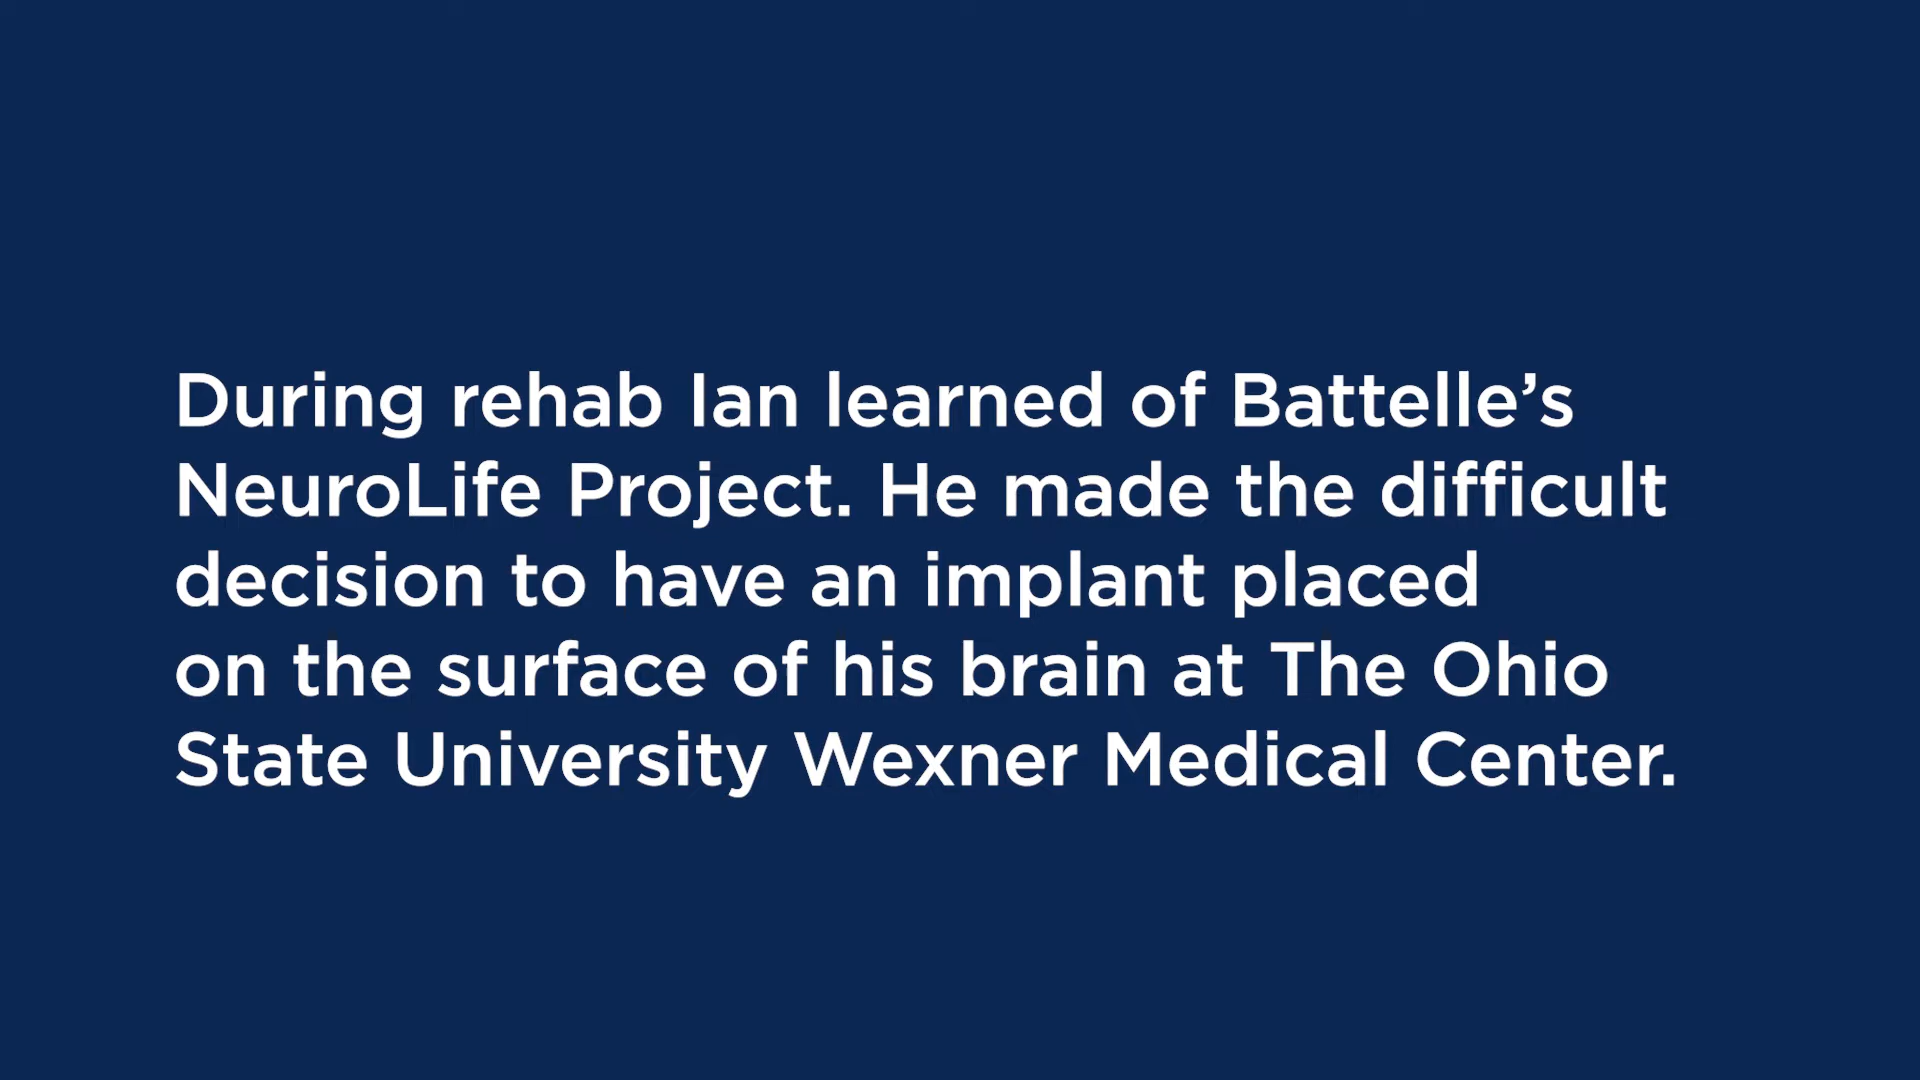 During rehab Ian learned of Battelle’s
NeuroLife Project. He made the difficult
decision to have an implant placed
on the surface of his brain at The Ohio
State University Wexner Medical Center.